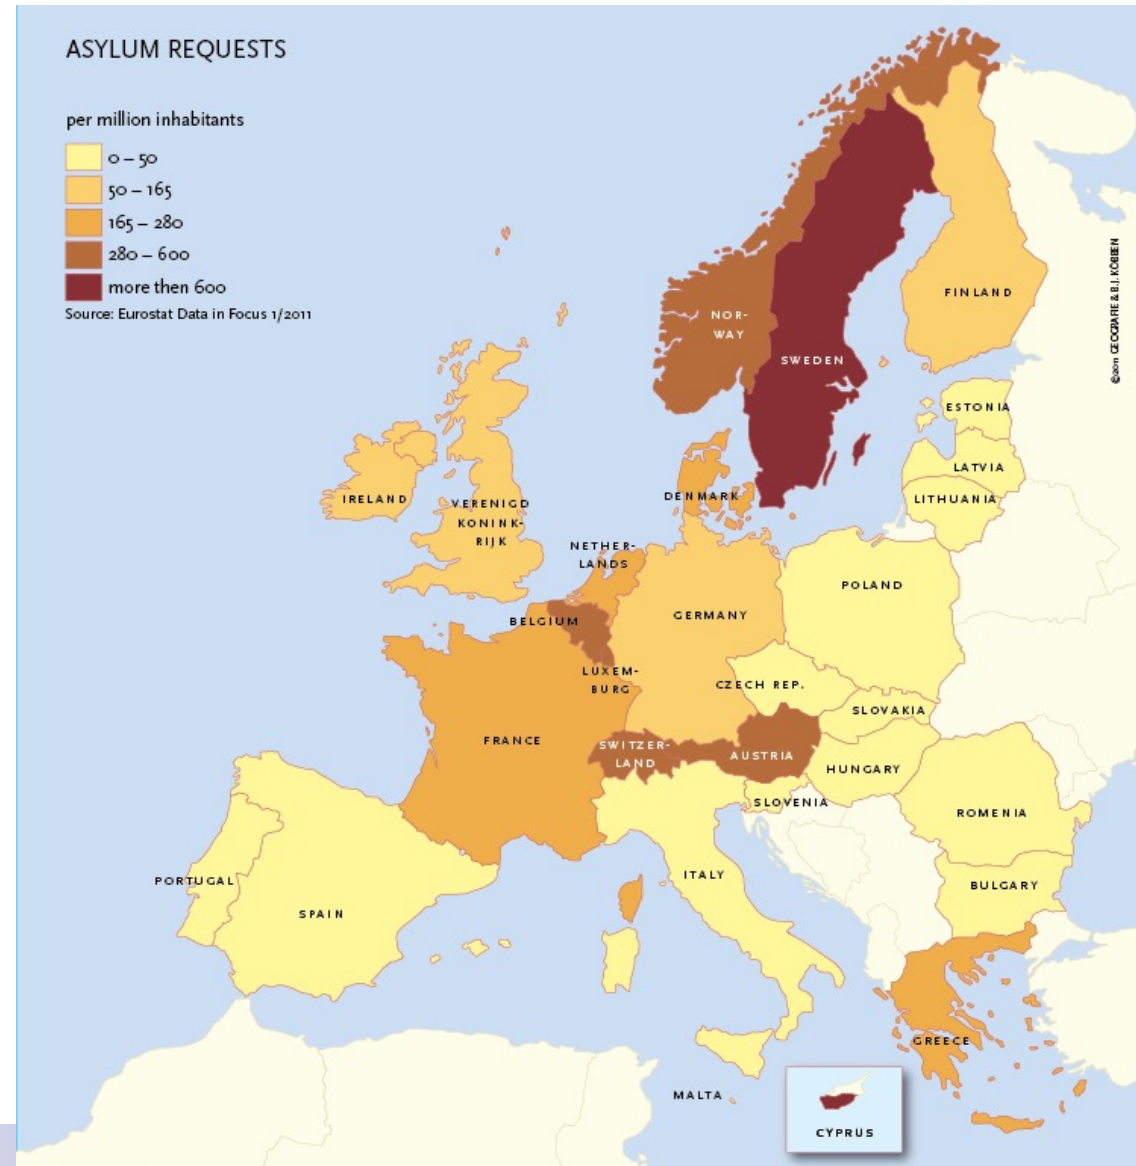 ASYLUM REQUESTS
per million inhabitants
0 – 50
50 – 165
165 – 280
280 – 600
more then 600
Source: Eurostat Data in Focus 1/2011
©2011 GEOGRAFIE & B.J. KÖBBEN
FINLAND
NOR-
WAY
SWEDEN
ESTONIA
LATVIA
LITHUANIA
DENMARK
IRELAND
VERENIGD
KONINK-
RIJK
NETHER-
LANDS
POLAND
BELGIUM
GERMANY
LUXEM-
BURG
CZECH REP.
SLOVAKIA
FRANCE
SWITZER-
LAND
AUSTRIA
HUNGARY
SLOVENIA
ROMENIA
PORTUGAL
SPAIN
ITALY
BULGARY
GREECE
MALTA
CYPRUS